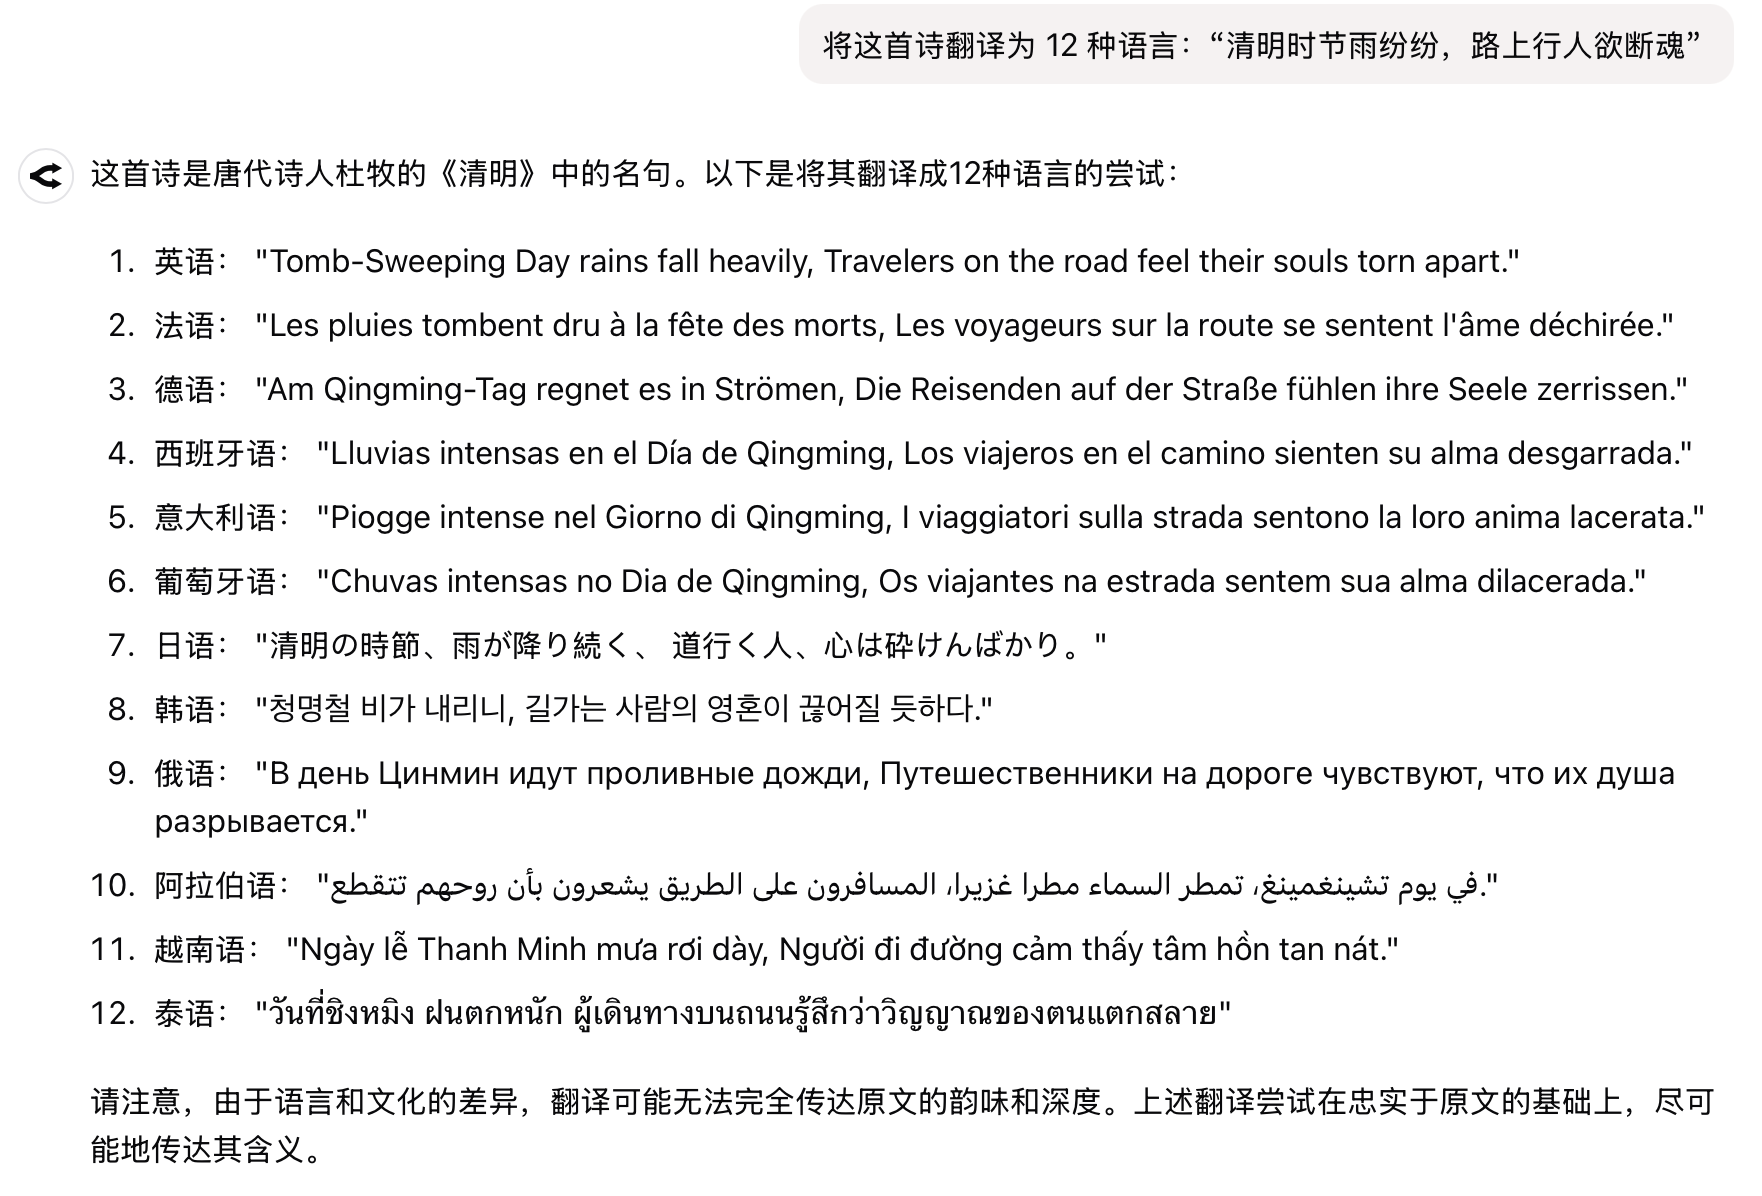 将这首诗翻译为 12 种语言：“清明时节雨纷纷，路上行人欲断魂”
这首诗是唐代诗人杜牧的《清明》中的名句。以下是将其翻译成12种语言的尝试：
1. 英语： "Tomb-Sweeping Day rains fall heavily, Travelers on the road feel their souls torn apart."
2. 法语： "Les pluies tombent dru à la fête des morts, Les voyageurs sur la route se sentent l'âme déchirée."
3. 德语： "Am Qingming-Tag regnet es in Strömen, Die Reisenden auf der Straße fühlen ihre Seele zerrissen."
4. 西班牙语： "Lluvias intensas en el Día de Qingming, Los viajeros en el camino sienten su alma desgarrada."
5. 意大利语： "Piogge intense nel Giorno di Qingming, I viaggiatori sulla strada sentono la loro anima lacerata."
6. 葡萄牙语： "Chuvas intensas no Dia de Qingming, Os viajantes na estrada sentem sua alma dilacerada."
7. 日语： "清明の時節、雨が降り続く、 道行く人、心は砕けんばかり。"
8. 韩语： "청명철 비가 내리니, 길가는 사람의 영혼이 끊어질 듯하다."
9. 俄语： "В день Цинмин идут проливные дожди, Путешественники на дороге чувствуют, что их душа
разрывается."
10. 阿拉伯语： "في يوم تشينغمينغ، تمطر السماء مطرا غزيرا، المسافرون على الطريق يشعرون بأن روحهم تتقطع."
11. 越南语： "Ngày lễ Thanh Minh mưa rơi dày, Người đi đường cảm thấy tâm hồn tan nát."
12. 泰语： "วันที่ชิงหมิง ฝนตกหนัก ผู้เดินทางบนถนนรู้สึกว่าวิญญาณของตนแตกสลาย"
请注意，由于语言和文化的差异，翻译可能无法完全传达原文的韵味和深度。上述翻译尝试在忠实于原文的基础上，尽可
能地传达其含义。